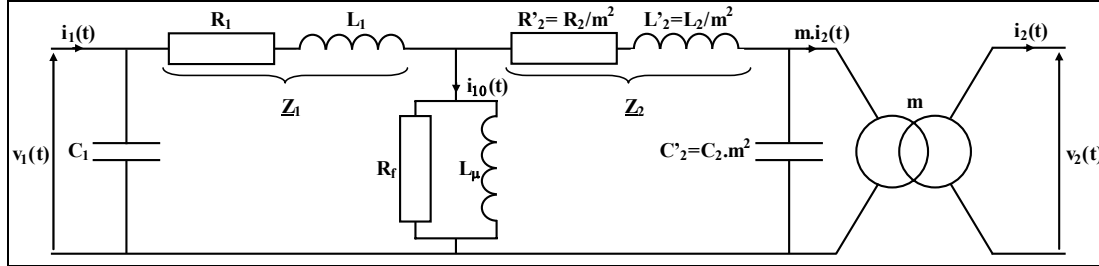 i₁(t)
R₁
L₁
R'₂= R₂/m²
L'₂=L₂/m²
m.i₂(t)
i₂(t)
Z₁
i₁₀(t)
Z₂
m
v₁(t)
C₁
R_f
L_μ
C'₂=C₂.m²
v₂(t)